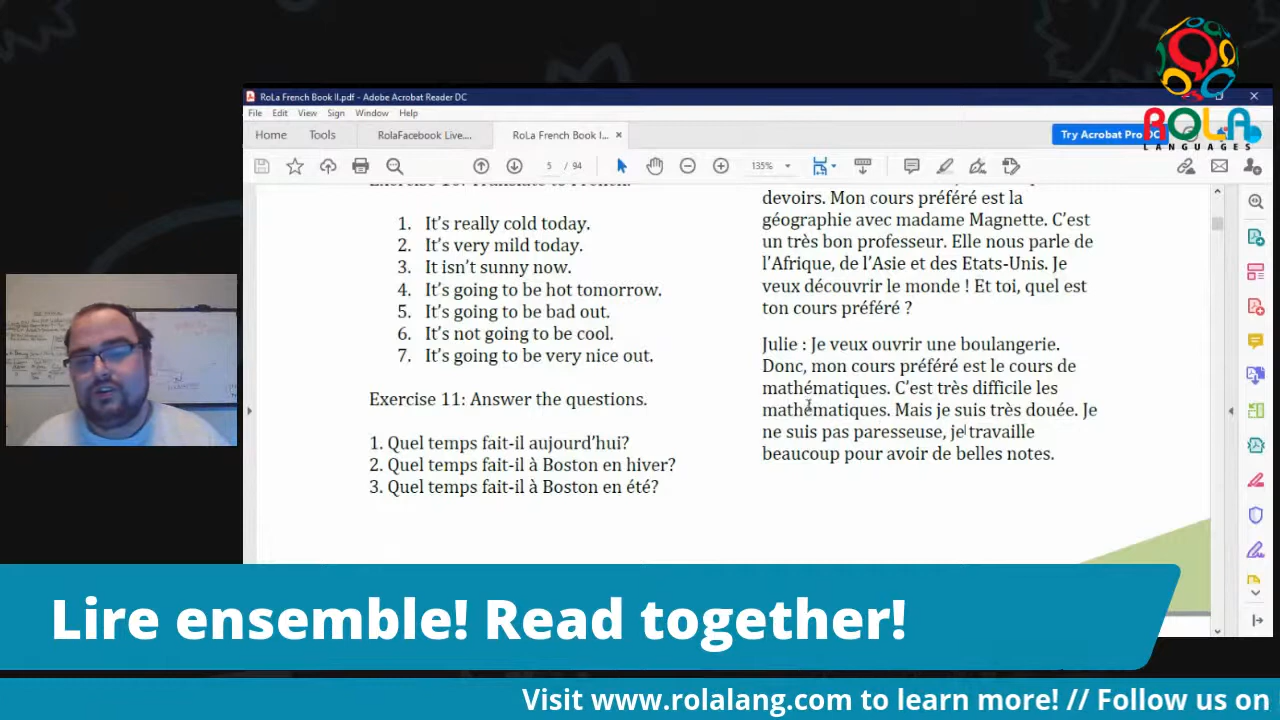 ROLA
LANGUAGES
RoLa French Book II.pdf - Adobe Acrobat Reader DC
File Edit View Sign Window Help
Home Tools RolaFacebook Live.... RoLa French Book I... × Try Acrobat Pro DC
5 / 94 135%
Exercise 10: Translate to French.
1. It's really cold today.
2. It's very mild today.
3. It isn't sunny now.
4. It's going to be hot tomorrow.
5. It's going to be bad out.
6. It's not going to be cool.
7. It's going to be very nice out.
Exercise 11: Answer the questions.
1. Quel temps fait-il aujourd'hui?
2. Quel temps fait-il à Boston en hiver?
3. Quel temps fait-il à Boston en été?
devoirs. Mon cours préféré est la
géographie avec madame Magnette. C'est
un très bon professeur. Elle nous parle de
l'Afrique, de l'Asie et des Etats-Unis. Je
veux découvrir le monde ! Et toi, quel est
ton cours préféré ?
Julie : Je veux ouvrir une boulangerie.
Donc, mon cours préféré est le cours de
mathématiques. C'est très difficile les
mathématiques. Mais je suis très douée. Je
ne suis pas paresseuse, je travaille
beaucoup pour avoir de belles notes.
Lire ensemble! Read together!
Visit www.rolalang.com to learn more! // Follow us on